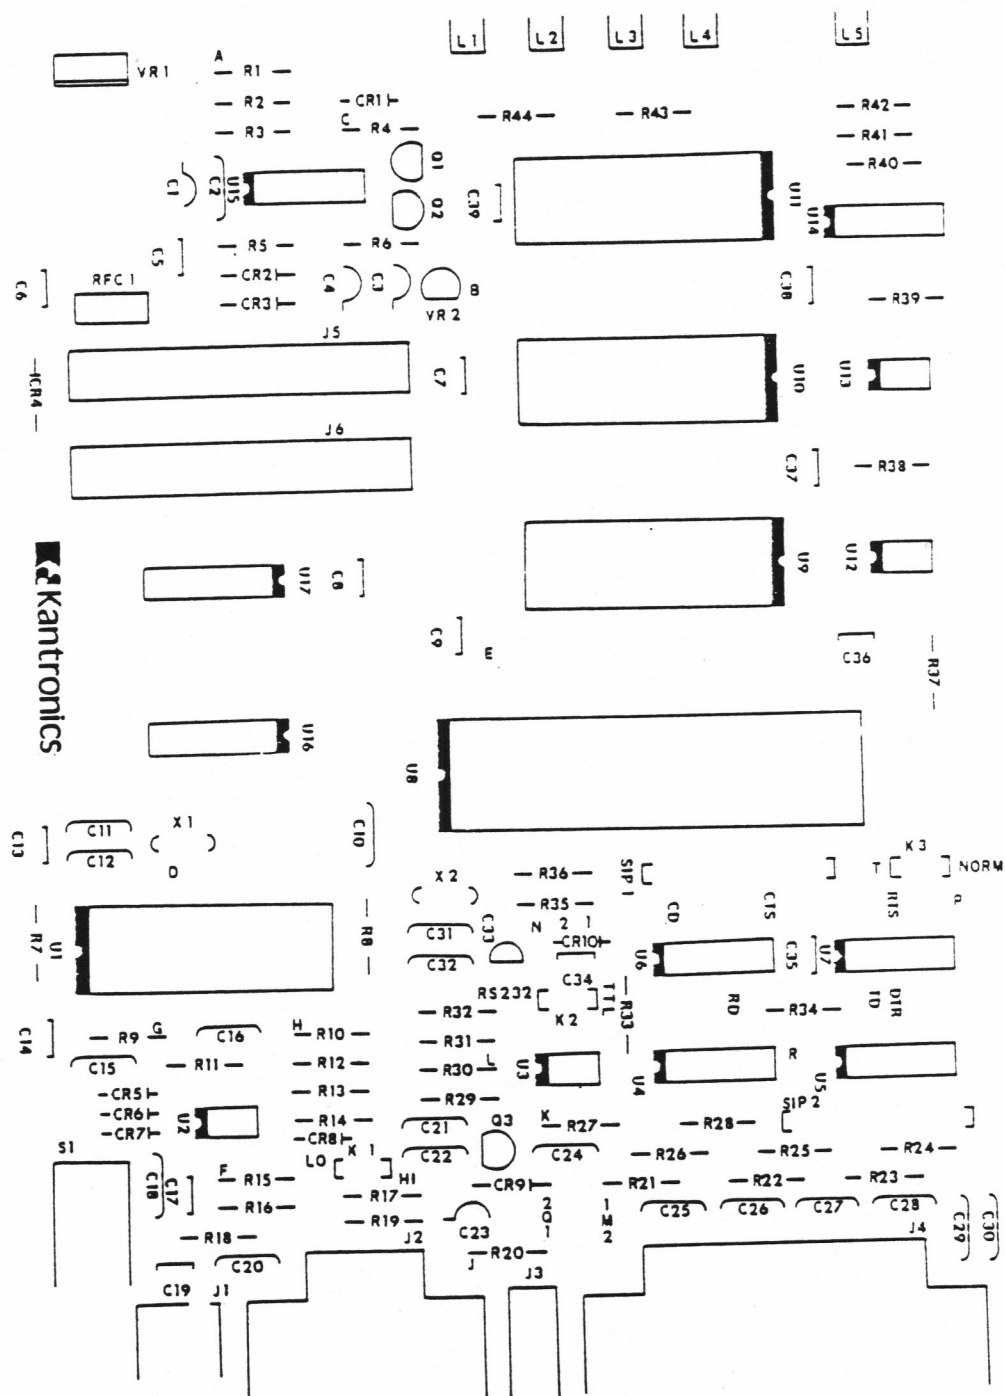 L1 L2 L3 L4 L5
VR1
A
R1
R2
R3
CR1
C
R4
R44
R43
R42
R41
R40
Q1
Q2
C1
C2
U15
C39
U11
U14
C5
R5
R6
CR2
CR3
C4
C3
VR2
B
C38
R39
C6
RFC1
J5
CR4
C7
U10
U13
J6
C37
R38
U17
C8
U9
U12
Kantronics
C9
E
C36
R37
U16
U8
C13
C11
C12
X1
D
C10
X2
R36
R35
SIP1
T
K3
NORM
R7
U1
R8
C31
C32
C33
N 2 1
CR10
C34
CD
CTS
RTS
P
U6
C35
U7
RS232
TTL
K2
R33
R32
R31
R30
L
R29
U3
RD
R34
TD
DTR
U4
R
U5
C14
R9
G
C16
H
R10
C15
R11
R12
R13
R14
CR5
CR6
CR7
U2
CR8
C21
C22
Q3
K
R27
R28
SIP2
C24
R26
R25
R24
S1
LO
K1
HI
C18
C17
F
R15
R16
R17
R19
CR9
R21
R22
R23
C25
C26
C27
C28
C29
C30
R18
C20
C19
J1
J2
C23
J
R20
J3
2Q1
1M2
J4